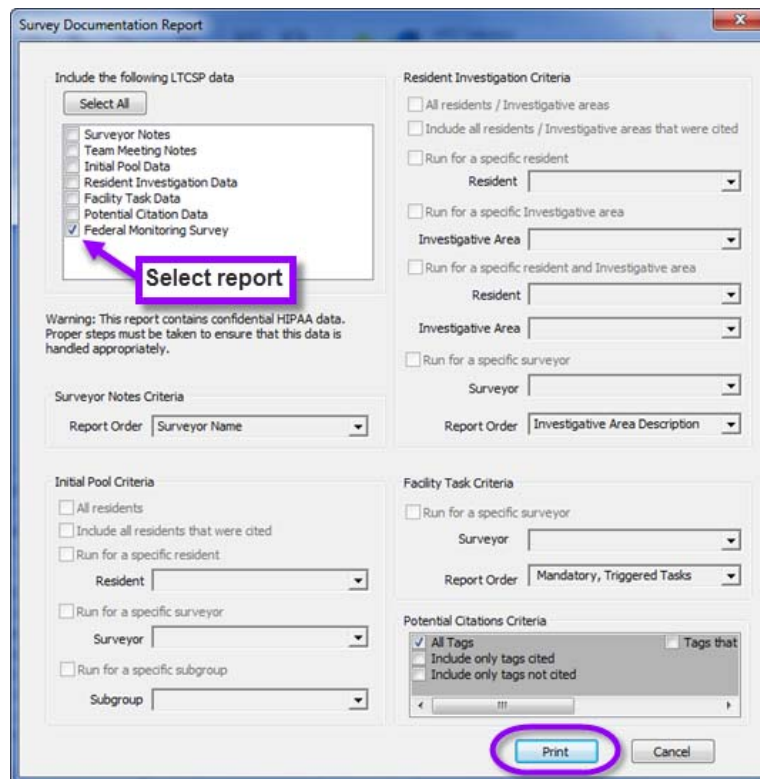 Survey Documentation Report
Include the following LTCSP data
Select All
Surveyor Notes
Team Meeting Notes
Initial Pool Data
Resident Investigation Data
Facility Task Data
Potential Citation Data
Federal Monitoring Survey
Select report
Warning: This report contains confidential HIPAA data.
Proper steps must be taken to ensure that this data is
handled appropriately.
Surveyor Notes Criteria
Report Order Surveyor Name
Initial Pool Criteria
All residents
Include all residents that were cited
Run for a specific resident
Resident
Run for a specific surveyor
Surveyor
Run for a specific subgroup
Subgroup
Resident Investigation Criteria
All residents / Investigative areas
Include all residents / Investigative areas that were cited
Run for a specific resident
Resident
Run for a specific Investigative area
Investigative Area
Run for a specific resident and Investigative area
Resident
Investigative Area
Run for a specific surveyor
Surveyor
Report Order Investigative Area Description
Facility Task Criteria
Run for a specific surveyor
Surveyor
Report Order Mandatory, Triggered Tasks
Potential Citations Criteria
All Tags Tags that
Include only tags cited
Include only tags not cited
Print Cancel